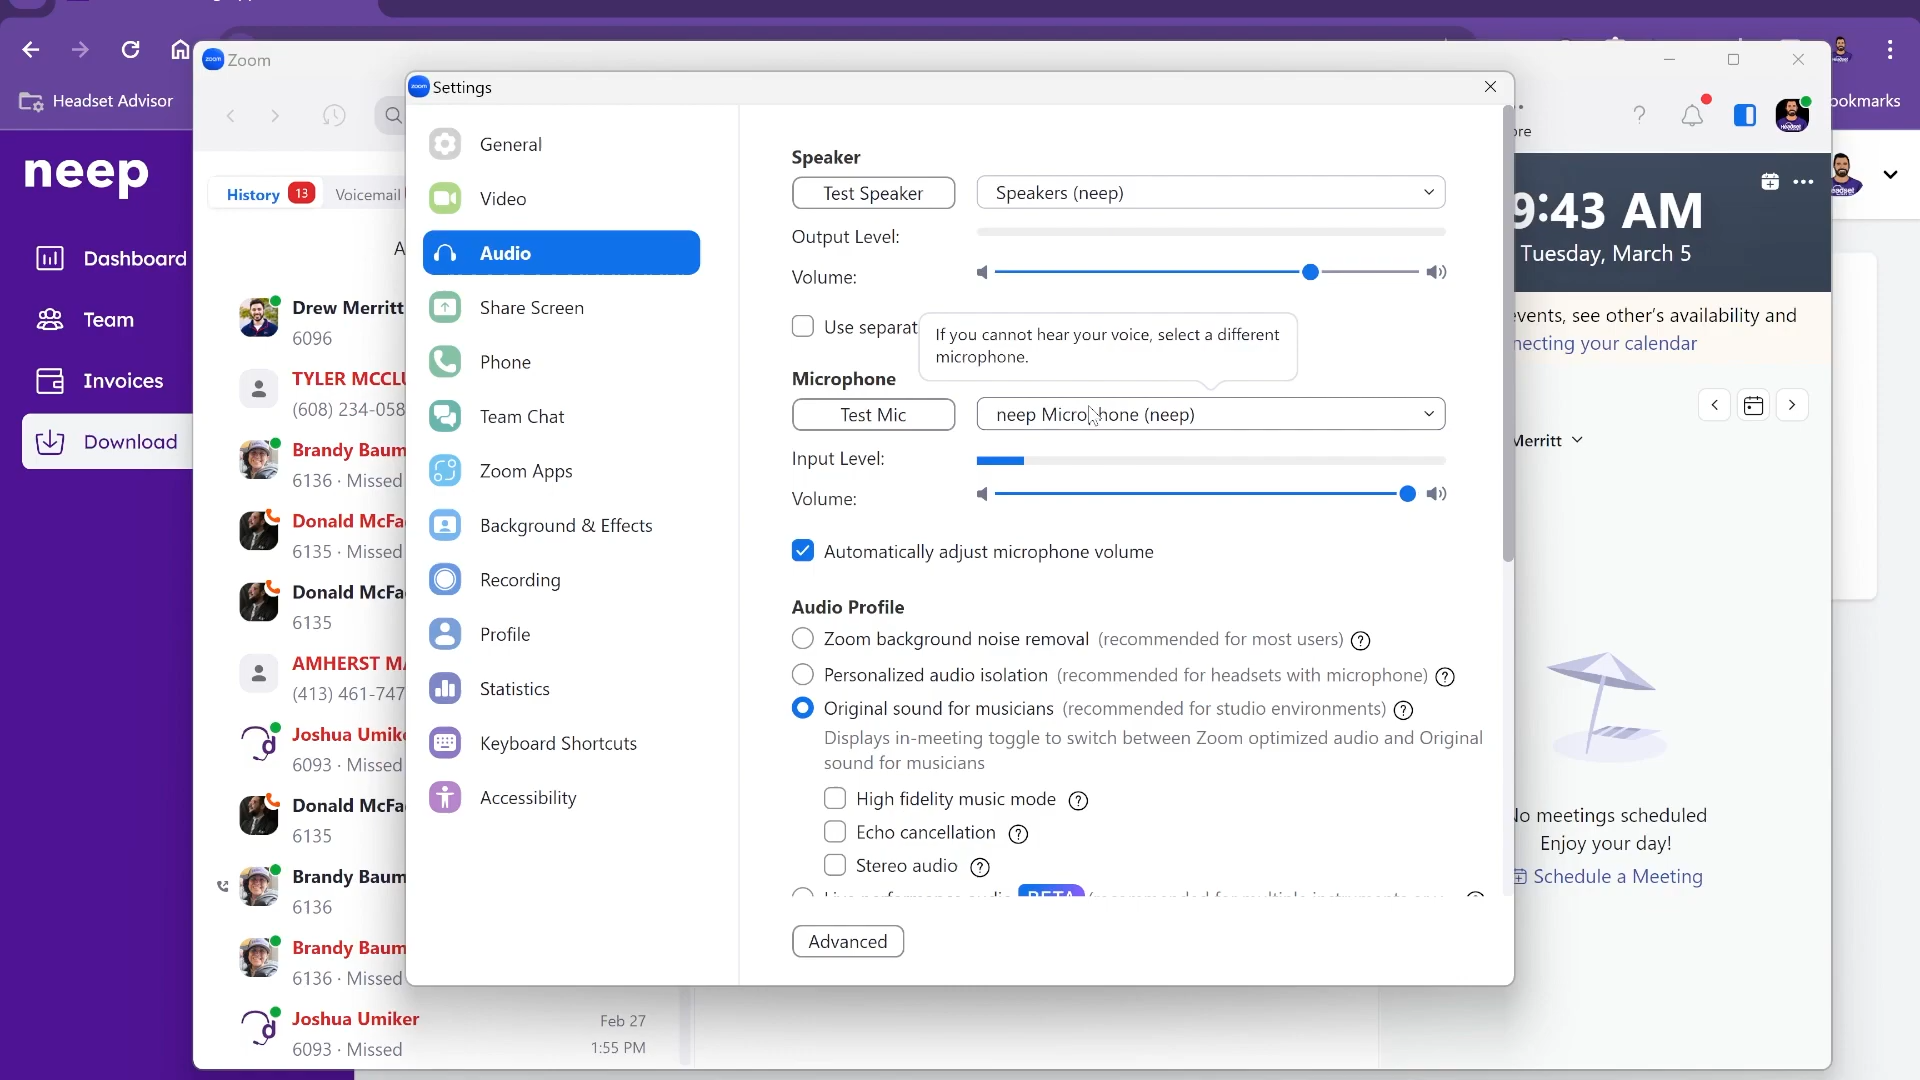 Headset Advisor
ookmarks
neep
Dashboard
Team
Invoices
Download
zoom Zoom
History 13 Voicemail
Drew Merritt
6096
TYLER MCCLU
(608) 234-058
Brandy Baum
6136 · Missed
Donald McFa
6135 · Missed
Donald McFa
6135
AMHERST MA
(413) 461-747
Joshua Umike
6093 · Missed
Donald McFa
6135
Brandy Baum
6136
Brandy Baum
6136 · Missed
Joshua Umiker
Feb 27
6093 · Missed
1:55 PM
zoom Settings
General
Video
Audio
Share Screen
Phone
Team Chat
Zoom Apps
Background & Effects
Recording
Profile
Statistics
Keyboard Shortcuts
Accessibility
Speaker
Test Speaker Speakers (neep)
Output Level:
Volume:
Use separat
If you cannot hear your voice, select a different
microphone.
Microphone
Test Mic neep Microphone (neep)
Input Level:
Volume:
Automatically adjust microphone volume
Audio Profile
Zoom background noise removal (recommended for most users) ?
Personalized audio isolation (recommended for headsets with microphone) ?
Original sound for musicians (recommended for studio environments) ?
Displays in-meeting toggle to switch between Zoom optimized audio and Original
sound for musicians
High fidelity music mode ?
Echo cancellation ?
Stereo audio ?
BETA
Advanced
ore
?
9:43 AM
Tuesday, March 5
events, see other's availability and
necting your calendar
Merritt
No meetings scheduled
Enjoy your day!
Schedule a Meeting